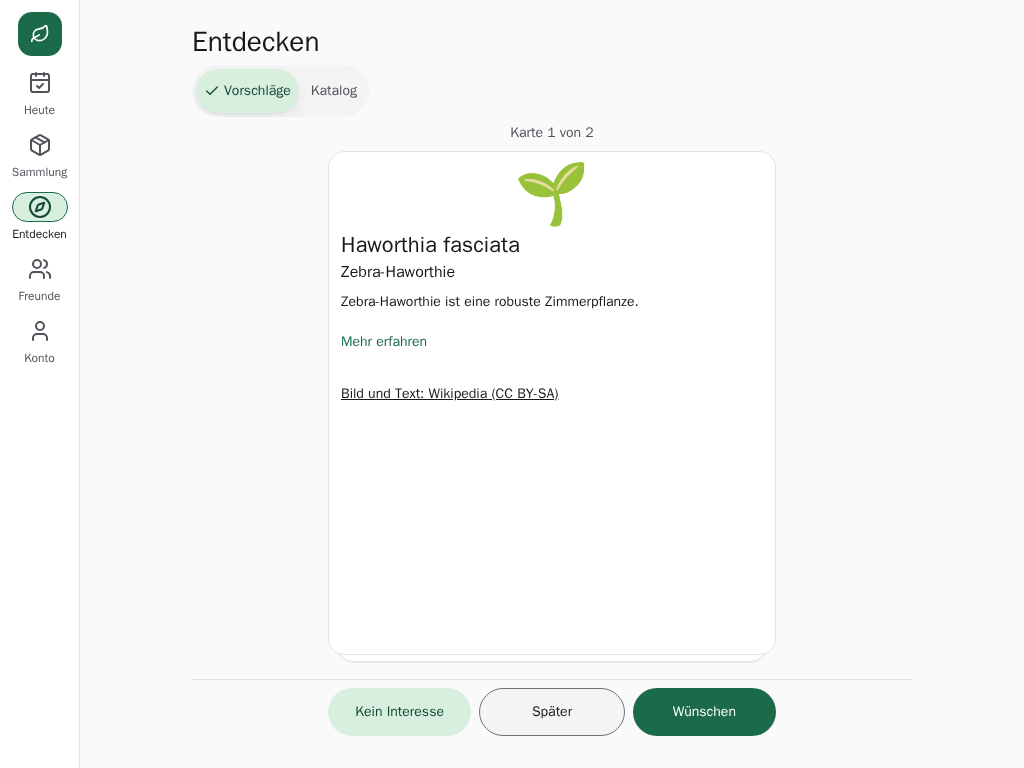 Entdecken
Vorschläge
Katalog
Karte 1 von 2
Heute
Sammlung
Entdecken
Freunde
Konto
Haworthia fasciata
Zebra-Haworthie
Zebra-Haworthie ist eine robuste Zimmerpflanze.
Mehr erfahren
Bild und Text: Wikipedia (CC BY-SA)
Kein Interesse
Später
Wünschen